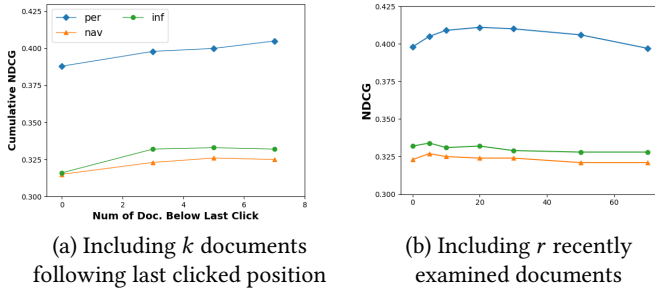 per
nav
inf
0.425
0.400
0.375
0.350
0.325
0.300
Cumulative NDCG
0 2 4 6 8
Num of Doc. Below Last Click
(a) Including k documents
following last clicked position
0.425
0.400
0.375
0.350
0.325
0.300
NDCG
0 20 40 60
(b) Including r recently
examined documents